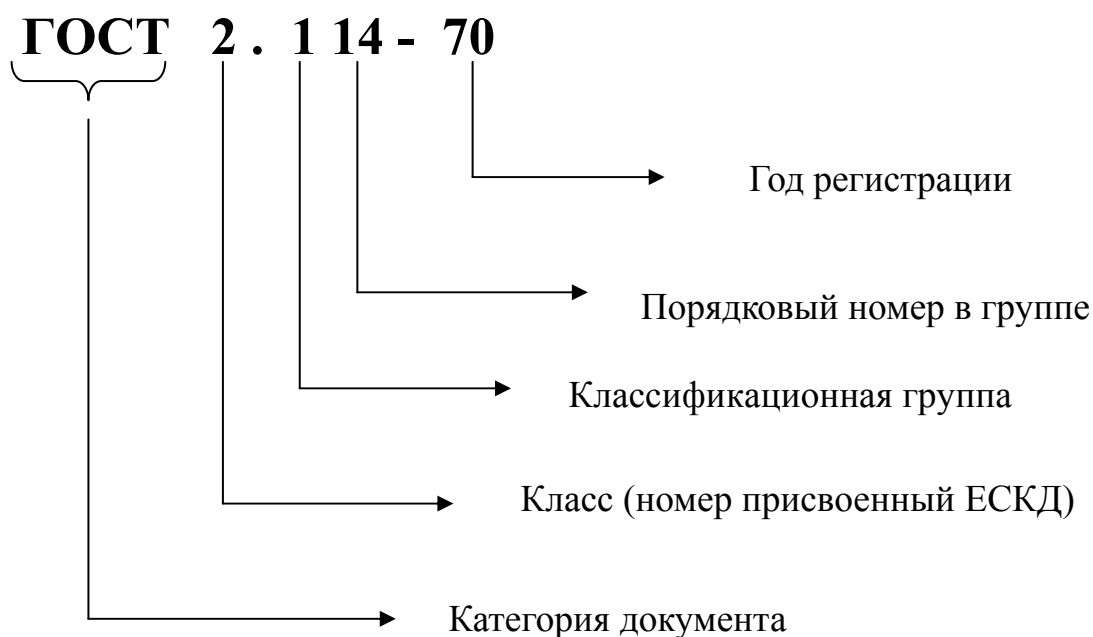 ГОСТ 2 . 1 14 - 70
Год регистрации
Порядковый номер в группе
Классификационная группа
Класс (номер присвоенный ЕСКД)
Категория документа